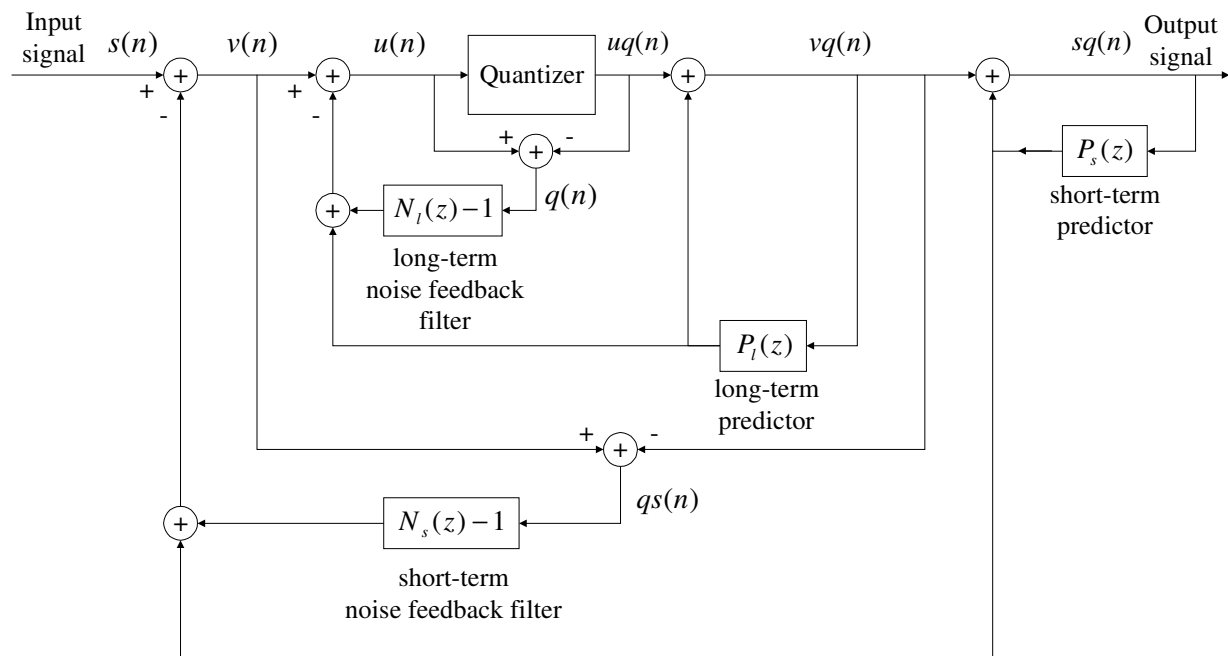 Input
signal
s(n)
v(n)
u(n)
Quantizer
uq(n)
vq(n)
sq(n)
Output
signal
+
+
+
+
+
+
-
-
+
-
+
P_s(z)
short-term
predictor
q(n)
+
N_l(z)-1
long-term
noise feedback
filter
P_l(z)
long-term
predictor
+
-
+
qs(n)
+
N_s(z)-1
short-term
noise feedback filter